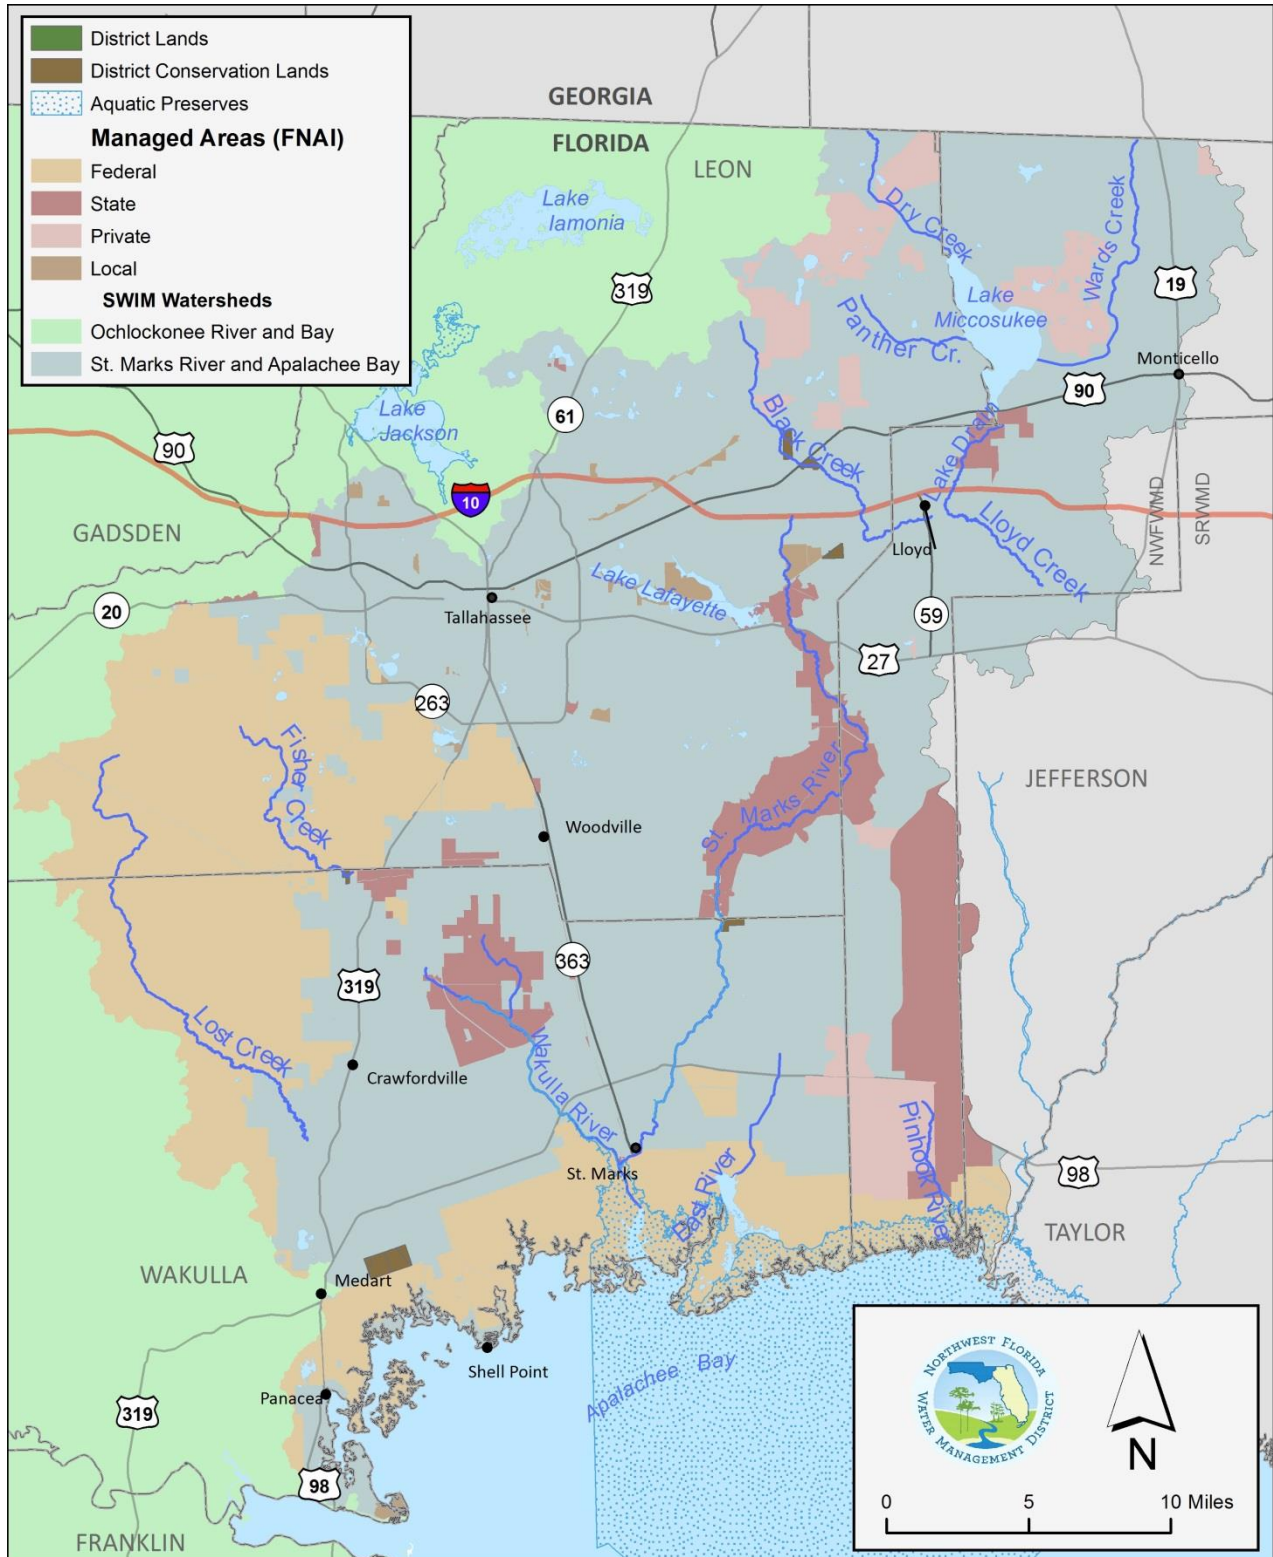 District Lands
District Conservation Lands
Aquatic Preserves
Managed Areas (FNAI)
Federal
State
Private
Local
SWIM Watersheds
Ochlockonee River and Bay
St. Marks River and Apalachee Bay
GEORGIA
FLORIDA
LEON
Lake
Iamonia
Dry Creek
Wards Creek
319
19
Lake
Miccosukee
Panther Cr.
Monticello
90
Lake
Jackson
61
Black Creek
Lake Drain
90
10
GADSDEN
Lloyd
Lloyd Creek
NWFWMD
SRWMD
Lake Lafayette
20
Tallahassee
59
27
263
Fisher Creek
JEFFERSON
St. Marks River
Woodville
363
319
Lost Creek
Crawfordville
Wakulla River
Pinhook River
St. Marks
East River
98
TAYLOR
WAKULLA
Medart
Shell Point
Apalachee Bay
Panacea
319
98
FRANKLIN
NORTHWEST FLORIDA
WATER MANAGEMENT DISTRICT
N
0 5 10 Miles